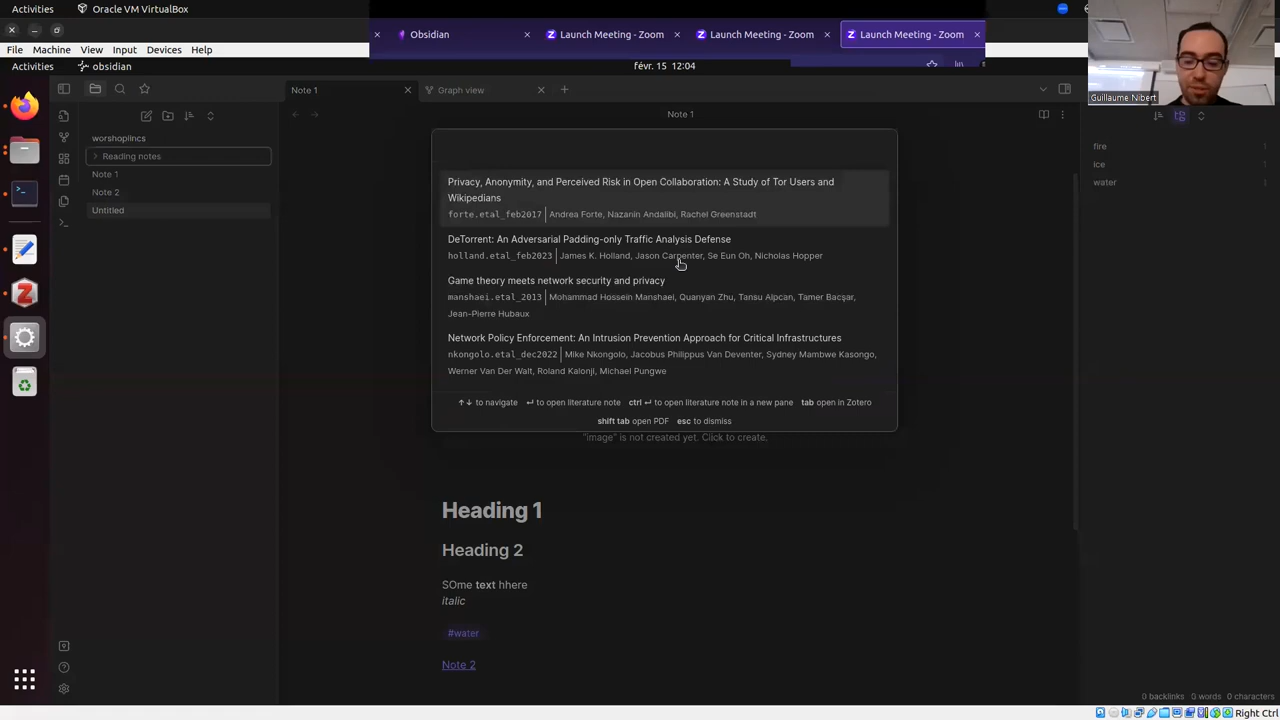 Activities
Oracle VM VirtualBox
Obsidian
Launch Meeting - Zoom
Launch Meeting - Zoom
Launch Meeting - Zoom
File Machine View Input Devices Help
Activities
obsidian
févr. 15 12:04
Guillaume Nibert
Note 1
Graph view
Note 1
worshoplincs
Reading notes
Note 1
Note 2
Untitled
Privacy, Anonymity, and Perceived Risk in Open Collaboration: A Study of Tor Users and
Wikipedians
forte.etal_feb2017 Andrea Forte, Nazanin Andalibi, Rachel Greenstadt
DeTorrent: An Adversarial Padding-only Traffic Analysis Defense
holland.etal_feb2023 James K. Holland, Jason Carpenter, Se Eun Oh, Nicholas Hopper
Game theory meets network security and privacy
manshaei.etal_2013 Mohammad Hossein Manshaei, Quanyan Zhu, Tansu Alpcan, Tamer Bacşar,
Jean-Pierre Hubaux
Network Policy Enforcement: An Intrusion Prevention Approach for Critical Infrastructures
nkongolo.etal_dec2022 Mike Nkongolo, Jacobus Philippus Van Deventer, Sydney Mambwe Kasongo,
Werner Van Der Walt, Roland Kalonji, Michael Pungwe
↑↓ to navigate ↵ to open literature note ctrl ↵ to open literature note in a new pane tab open in Zotero
shift tab open PDF esc to dismiss
"image" is not created yet. Click to create.
Heading 1
Heading 2
SOme text hhere
italic
#water
Note 2
fire 1
ice 1
water 1
0 backlinks 0 words 0 characters
Right Ctrl